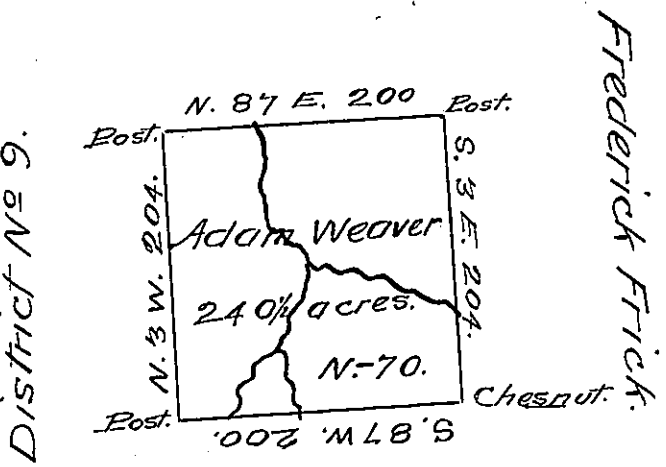 District Nº 9.
N. 87 E. 200
Post.
Post.
N. 3 W. 204.
S. 3 E. 204.
Adam Weaver
240¼ acres.
N.-70.
Post.
Chesnut.
S. 87 W. 200.
Frederick Frick.